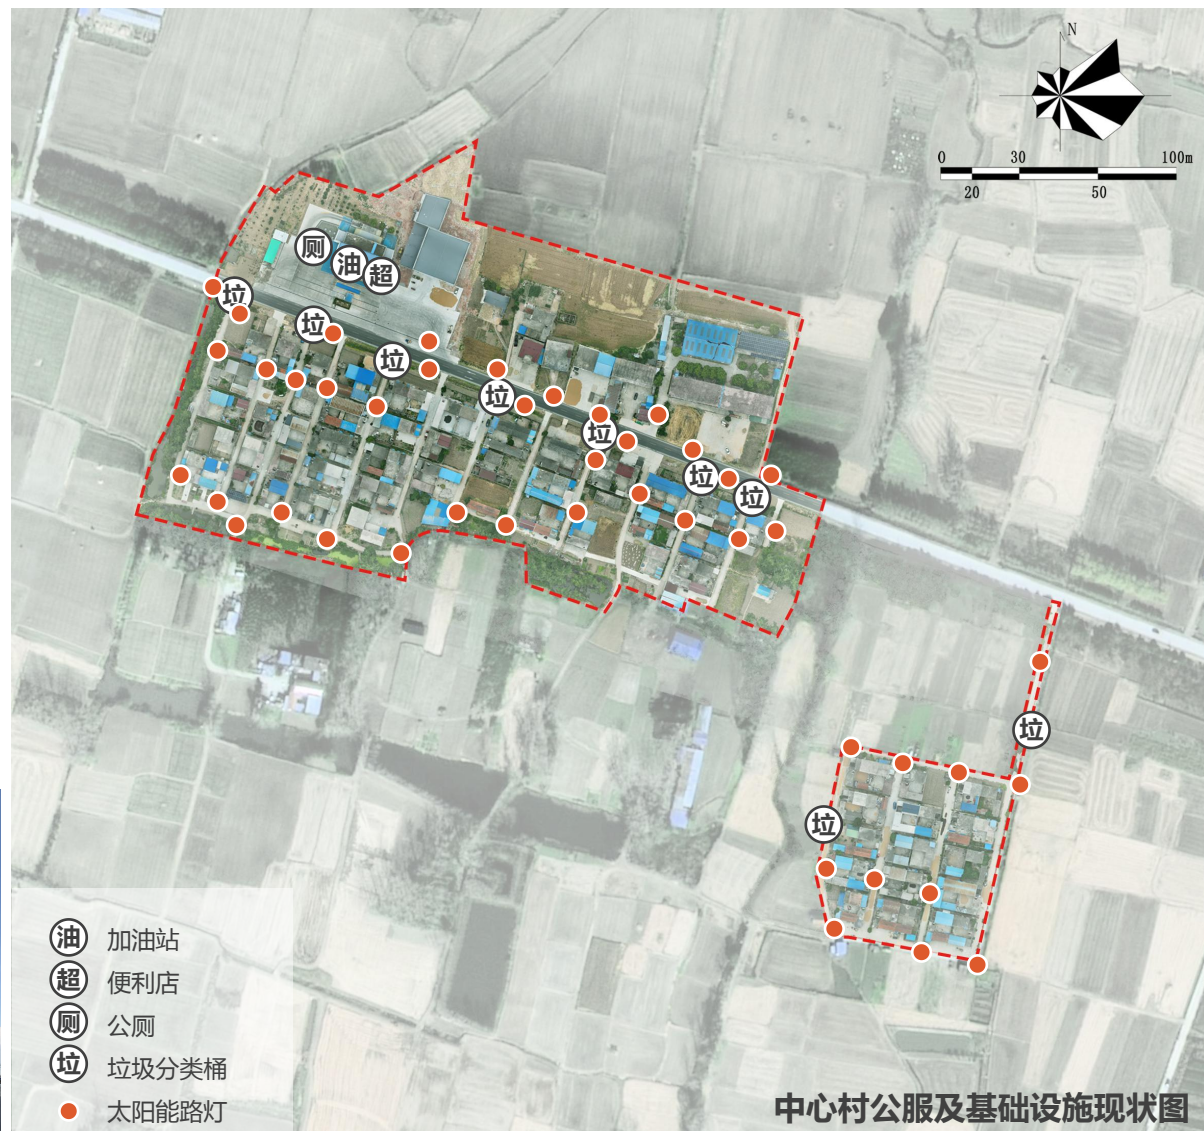 N
0 30 100m
20 50
厕
油
超
垃
垃
垃
垃
垃
垃
垃
垃
垃
油 加油站
超 便利店
厕 公厕
垃 垃圾分类桶
太阳能路灯
中心村公服及基础设施现状图